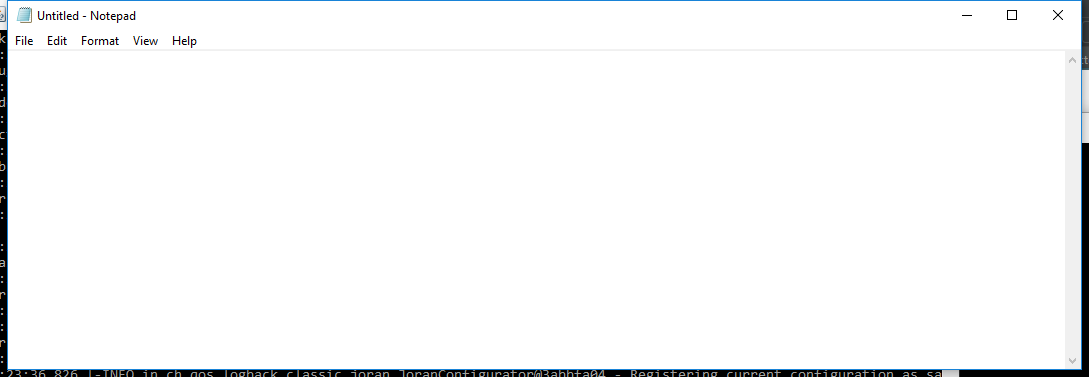 Untitled - Notepad
File Edit Format View Help
k
:
u
:
d
:
c
:
b
:
r
:
:
a
:
r
:
:
r
:
:23:36,826 |-INFO in ch.qos.logback.classic.joran.JoranConfigurator@3abbfa04 - Registering current configuration as sa